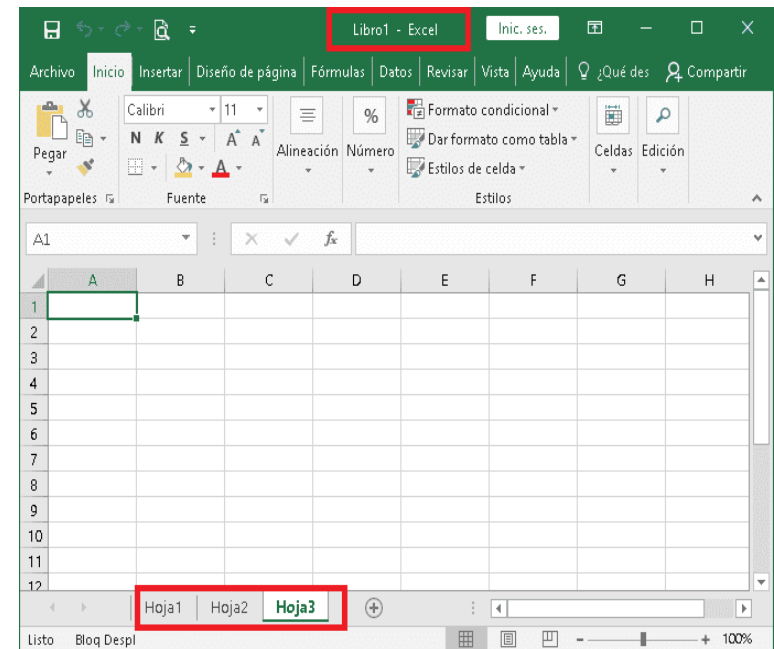 Libro1 - Excel Inic. ses.
Archivo Inicio Insertar Diseño de página Fórmulas Datos Revisar Vista Ayuda ¿Qué des Compartir
Calibri 11 % Formato condicional
N K S A A Alineación Número Dar formato como tabla Celdas Edición
Pegar A Estilos de celda
Portapapeles Fuente Estilos
A1 fx
A B C D E F G H
1
2
3
4
5
6
7
8
9
10
11
12
Hoja1 Hoja2 Hoja3
Listo Bloq Despl 100%